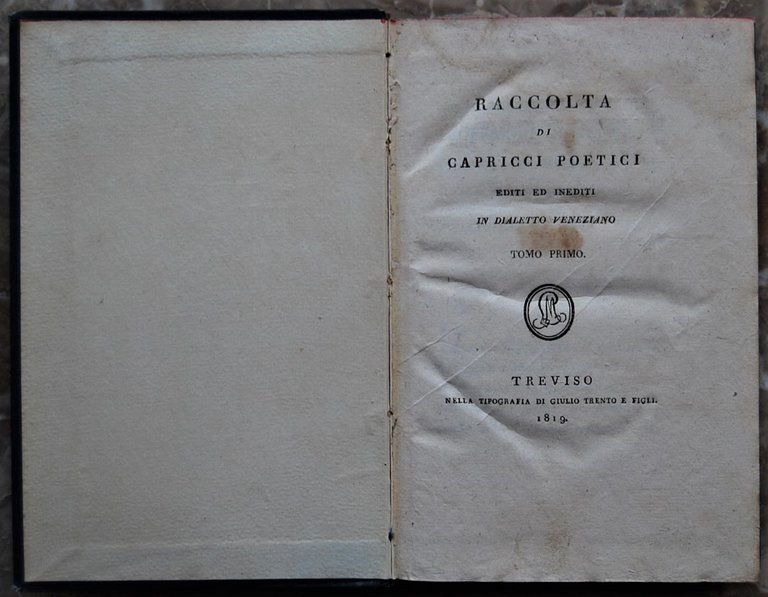 RACCOLTA
DI
CAPRICCI POETICI
EDITI ED INEDITI
IN DIALETTO VENEZIANO
TOMO PRIMO.
TREVISO
NELLA TIPOGRAFIA DI GIULIO TRENTO E FIGLI.
1819.